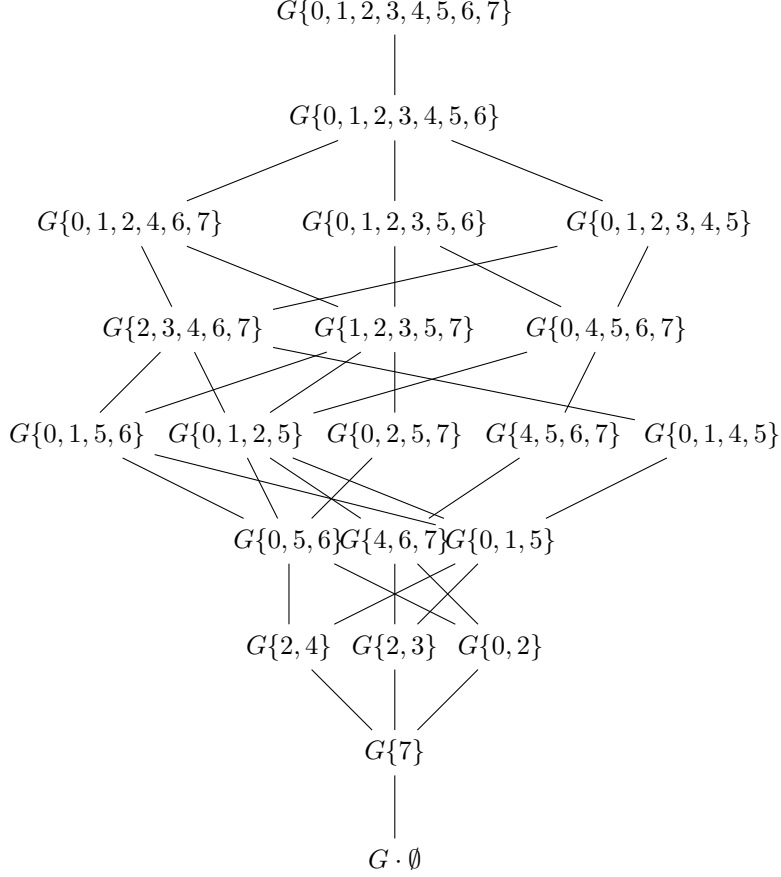 G{0, 1, 2, 3, 4, 5, 6, 7}
G{0, 1, 2, 3, 4, 5, 6}
G{0, 1, 2, 4, 6, 7} G{0, 1, 2, 3, 5, 6} G{0, 1, 2, 3, 4, 5}
G{2, 3, 4, 6, 7} G{1, 2, 3, 5, 7} G{0, 4, 5, 6, 7}
G{0, 1, 5, 6} G{0, 1, 2, 5} G{0, 2, 5, 7} G{4, 5, 6, 7} G{0, 1, 4, 5}
G{0, 5, 6} G{4, 6, 7} G{0, 1, 5}
G{2, 4} G{2, 3} G{0, 2}
G{7}
G · ∅